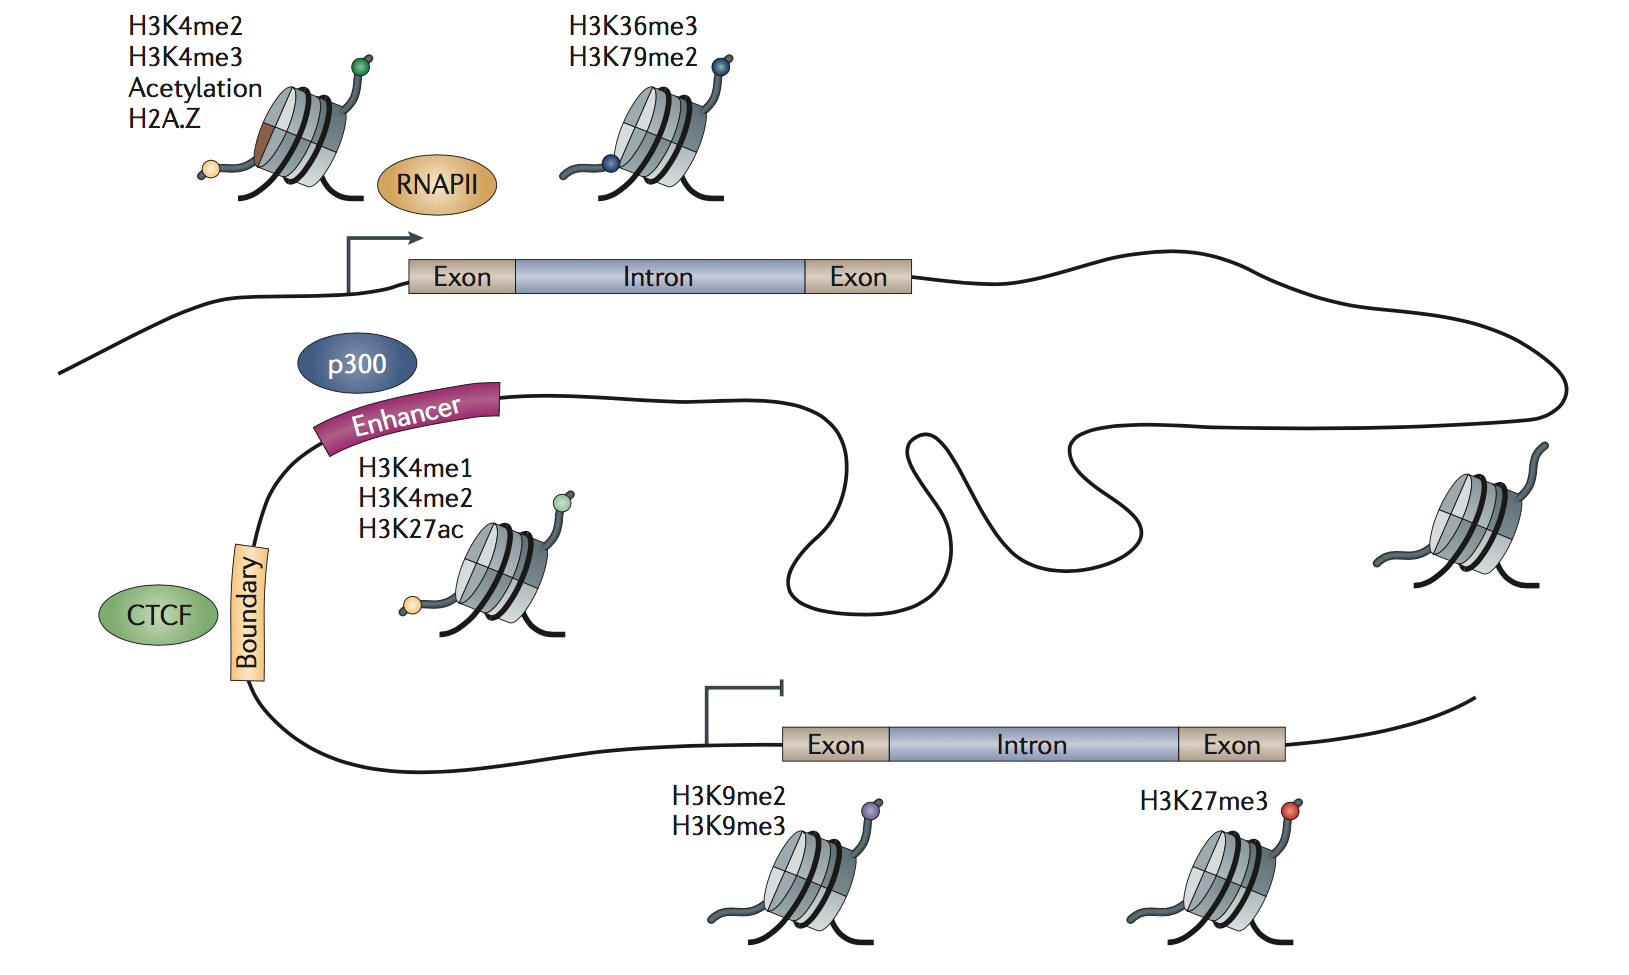 H3K4me2
H3K4me3
Acetylation
H2A.Z
H3K36me3
H3K79me2
RNAPII
Exon
Intron
Exon
p300
Enhancer
H3K4me1
H3K4me2
H3K27ac
CTCF
Boundary
Exon
Intron
Exon
H3K9me2
H3K9me3
H3K27me3